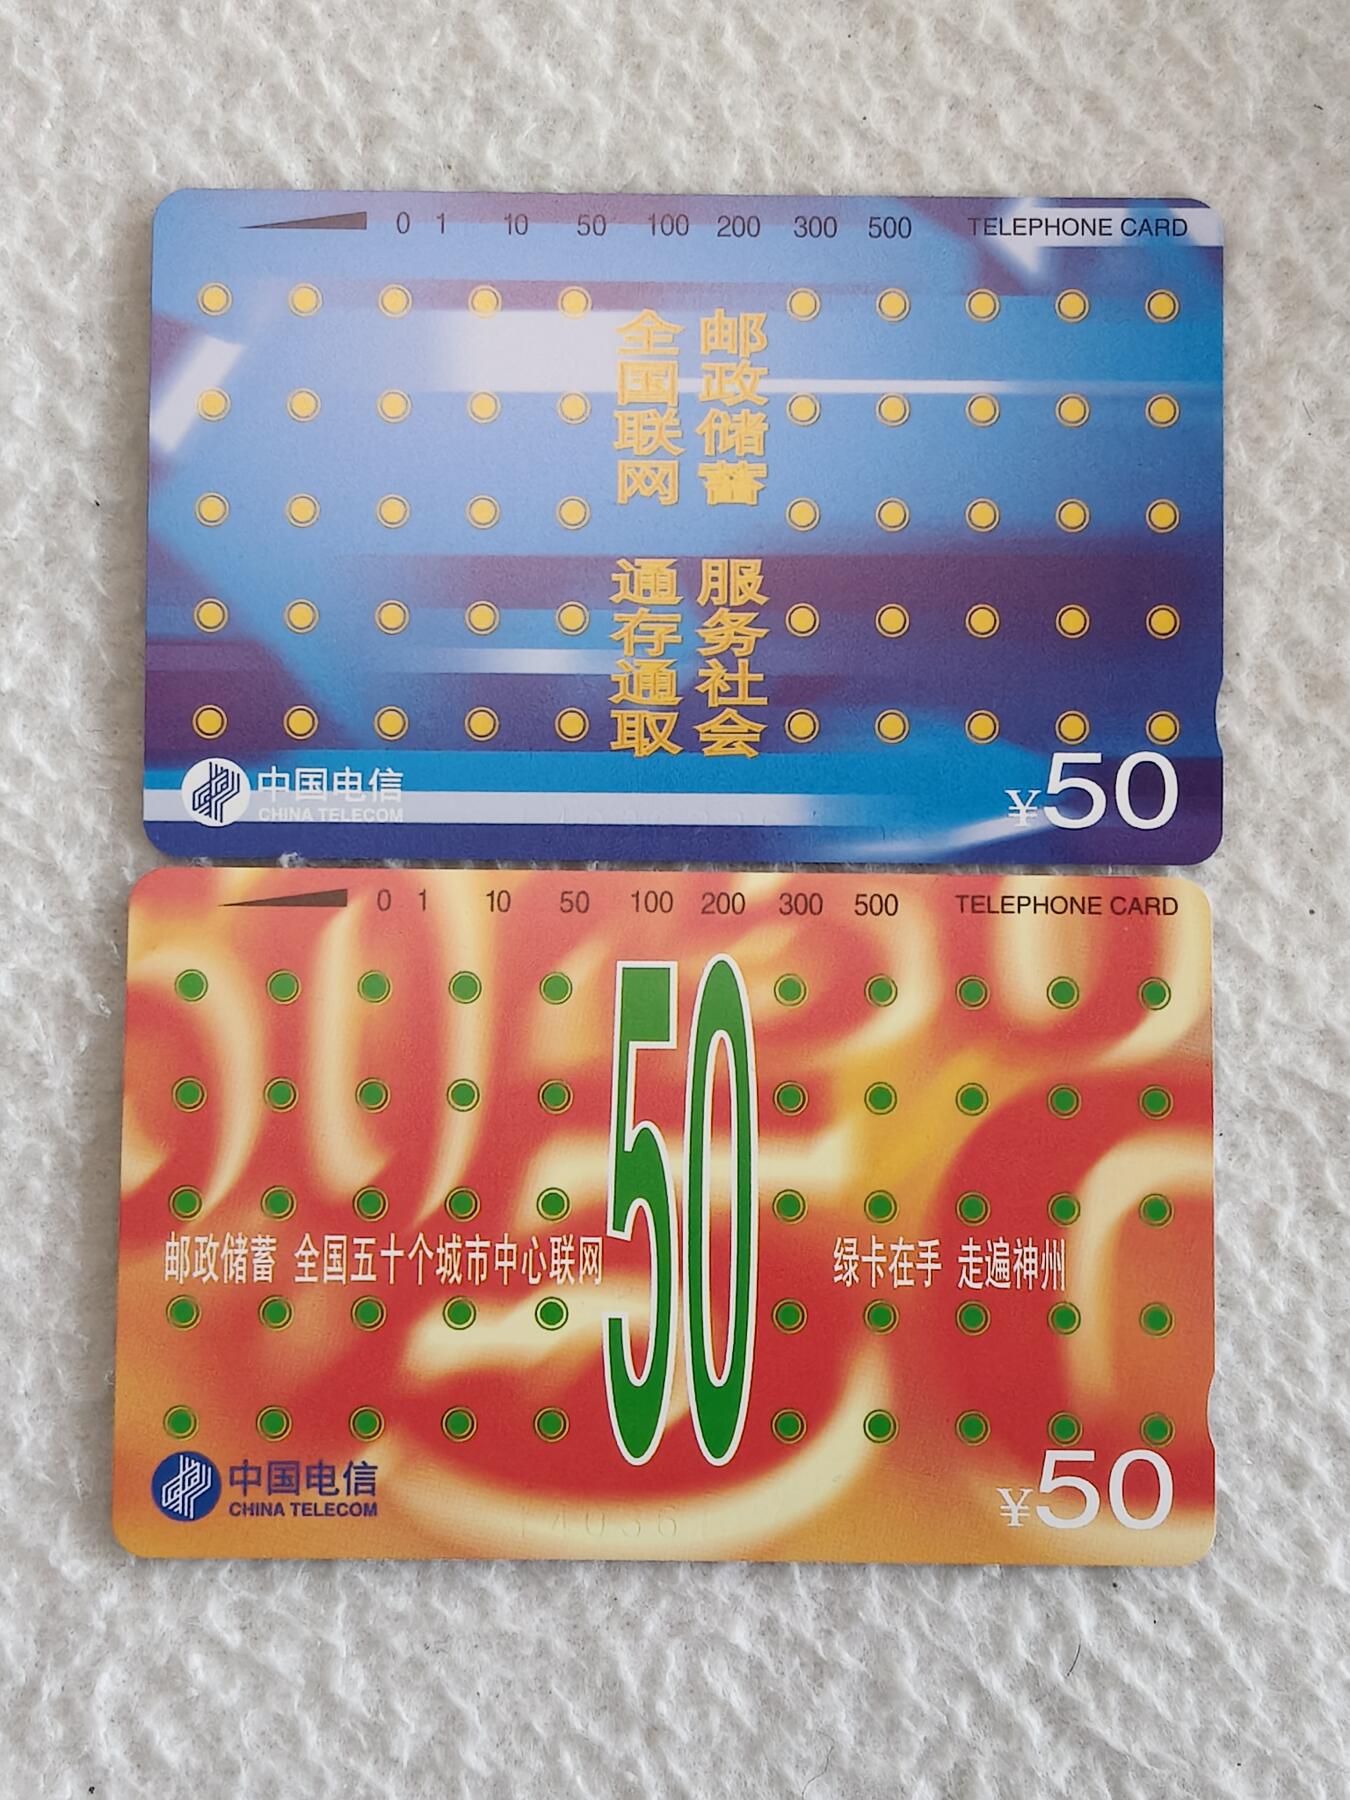 0 1 10 50 100 200 300 500 TELEPHONE CARD
邮政储蓄 服务社会
全国联网 通存通取
中国电信
CHINA TELECOM
¥50
0 1 10 50 100 200 300 500 TELEPHONE CARD
50
邮政储蓄 全国五十个城市中心联网
绿卡在手 走遍神州
中国电信
CHINA TELECOM
¥50